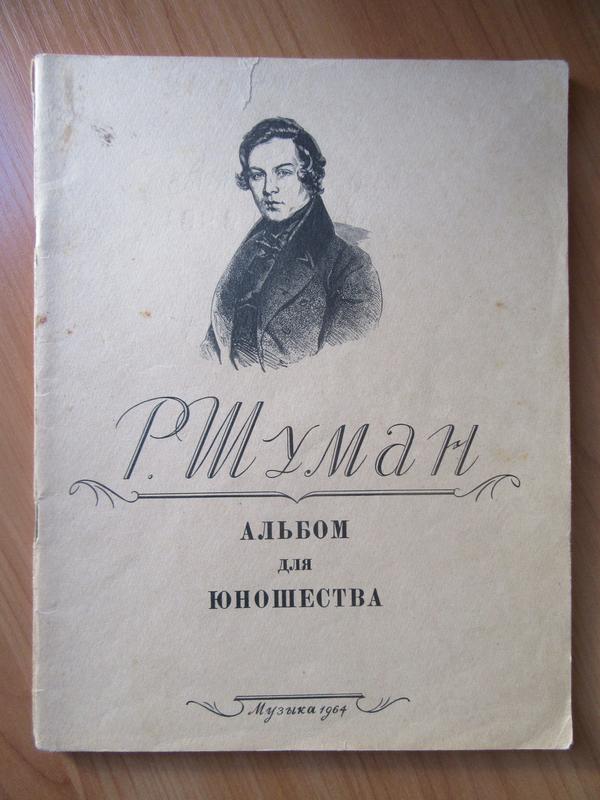 Р. Шуман
АЛЬБОМ
для
ЮНОШЕСТВА
Музыка 1964